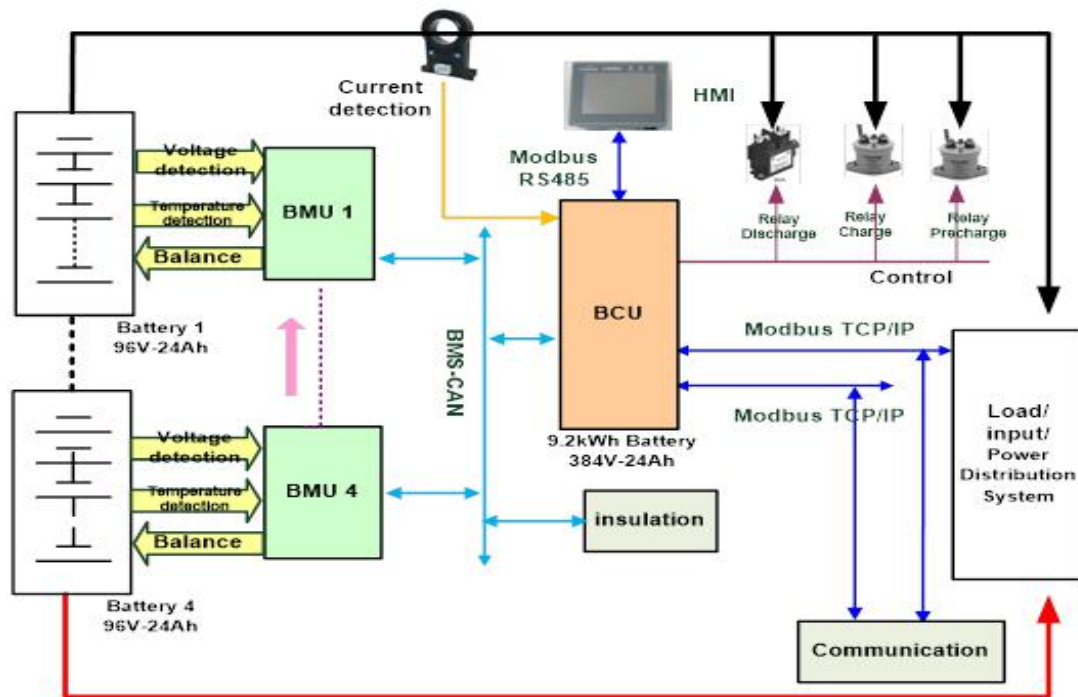 Current
detection
HMI
Modbus
RS485
Voltage
detection
Temperature
detection
Balance
BMU 1
Battery 1
96V-24Ah
Relay
Discharge
Relay
Charge
Relay
Precharge
Control
BCU
BMS-CAN
Modbus TCP/IP
Modbus TCP/IP
9.2kWh Battery
384V-24Ah
Voltage
detection
Temperature
detection
Balance
BMU 4
Battery 4
96V-24Ah
insulation
Load/
input/
Power
Distribution
System
Communication